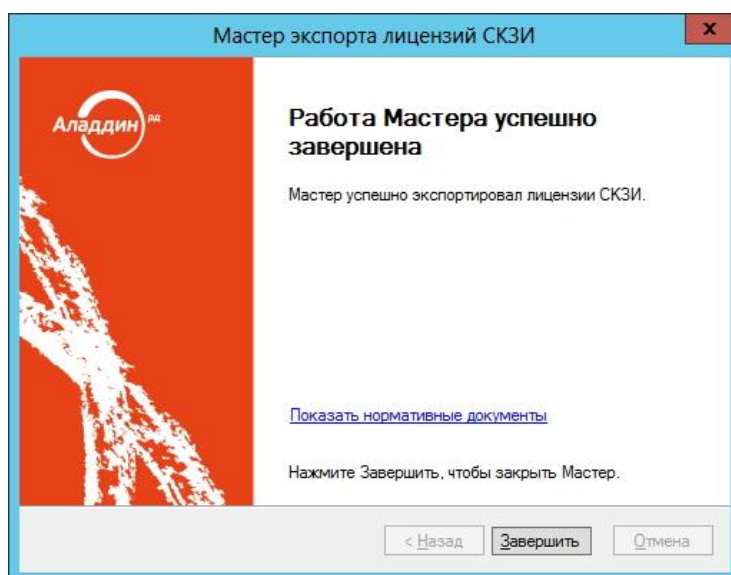 Мастер экспорта лицензий СКЗИ
x
Аладдин РД
Работа Мастера успешно
завершена
Мастер успешно экспортировал лицензии СКЗИ.
Показать нормативные документы
Нажмите Завершить, чтобы закрыть Мастер.
< Назад Завершить Отмена